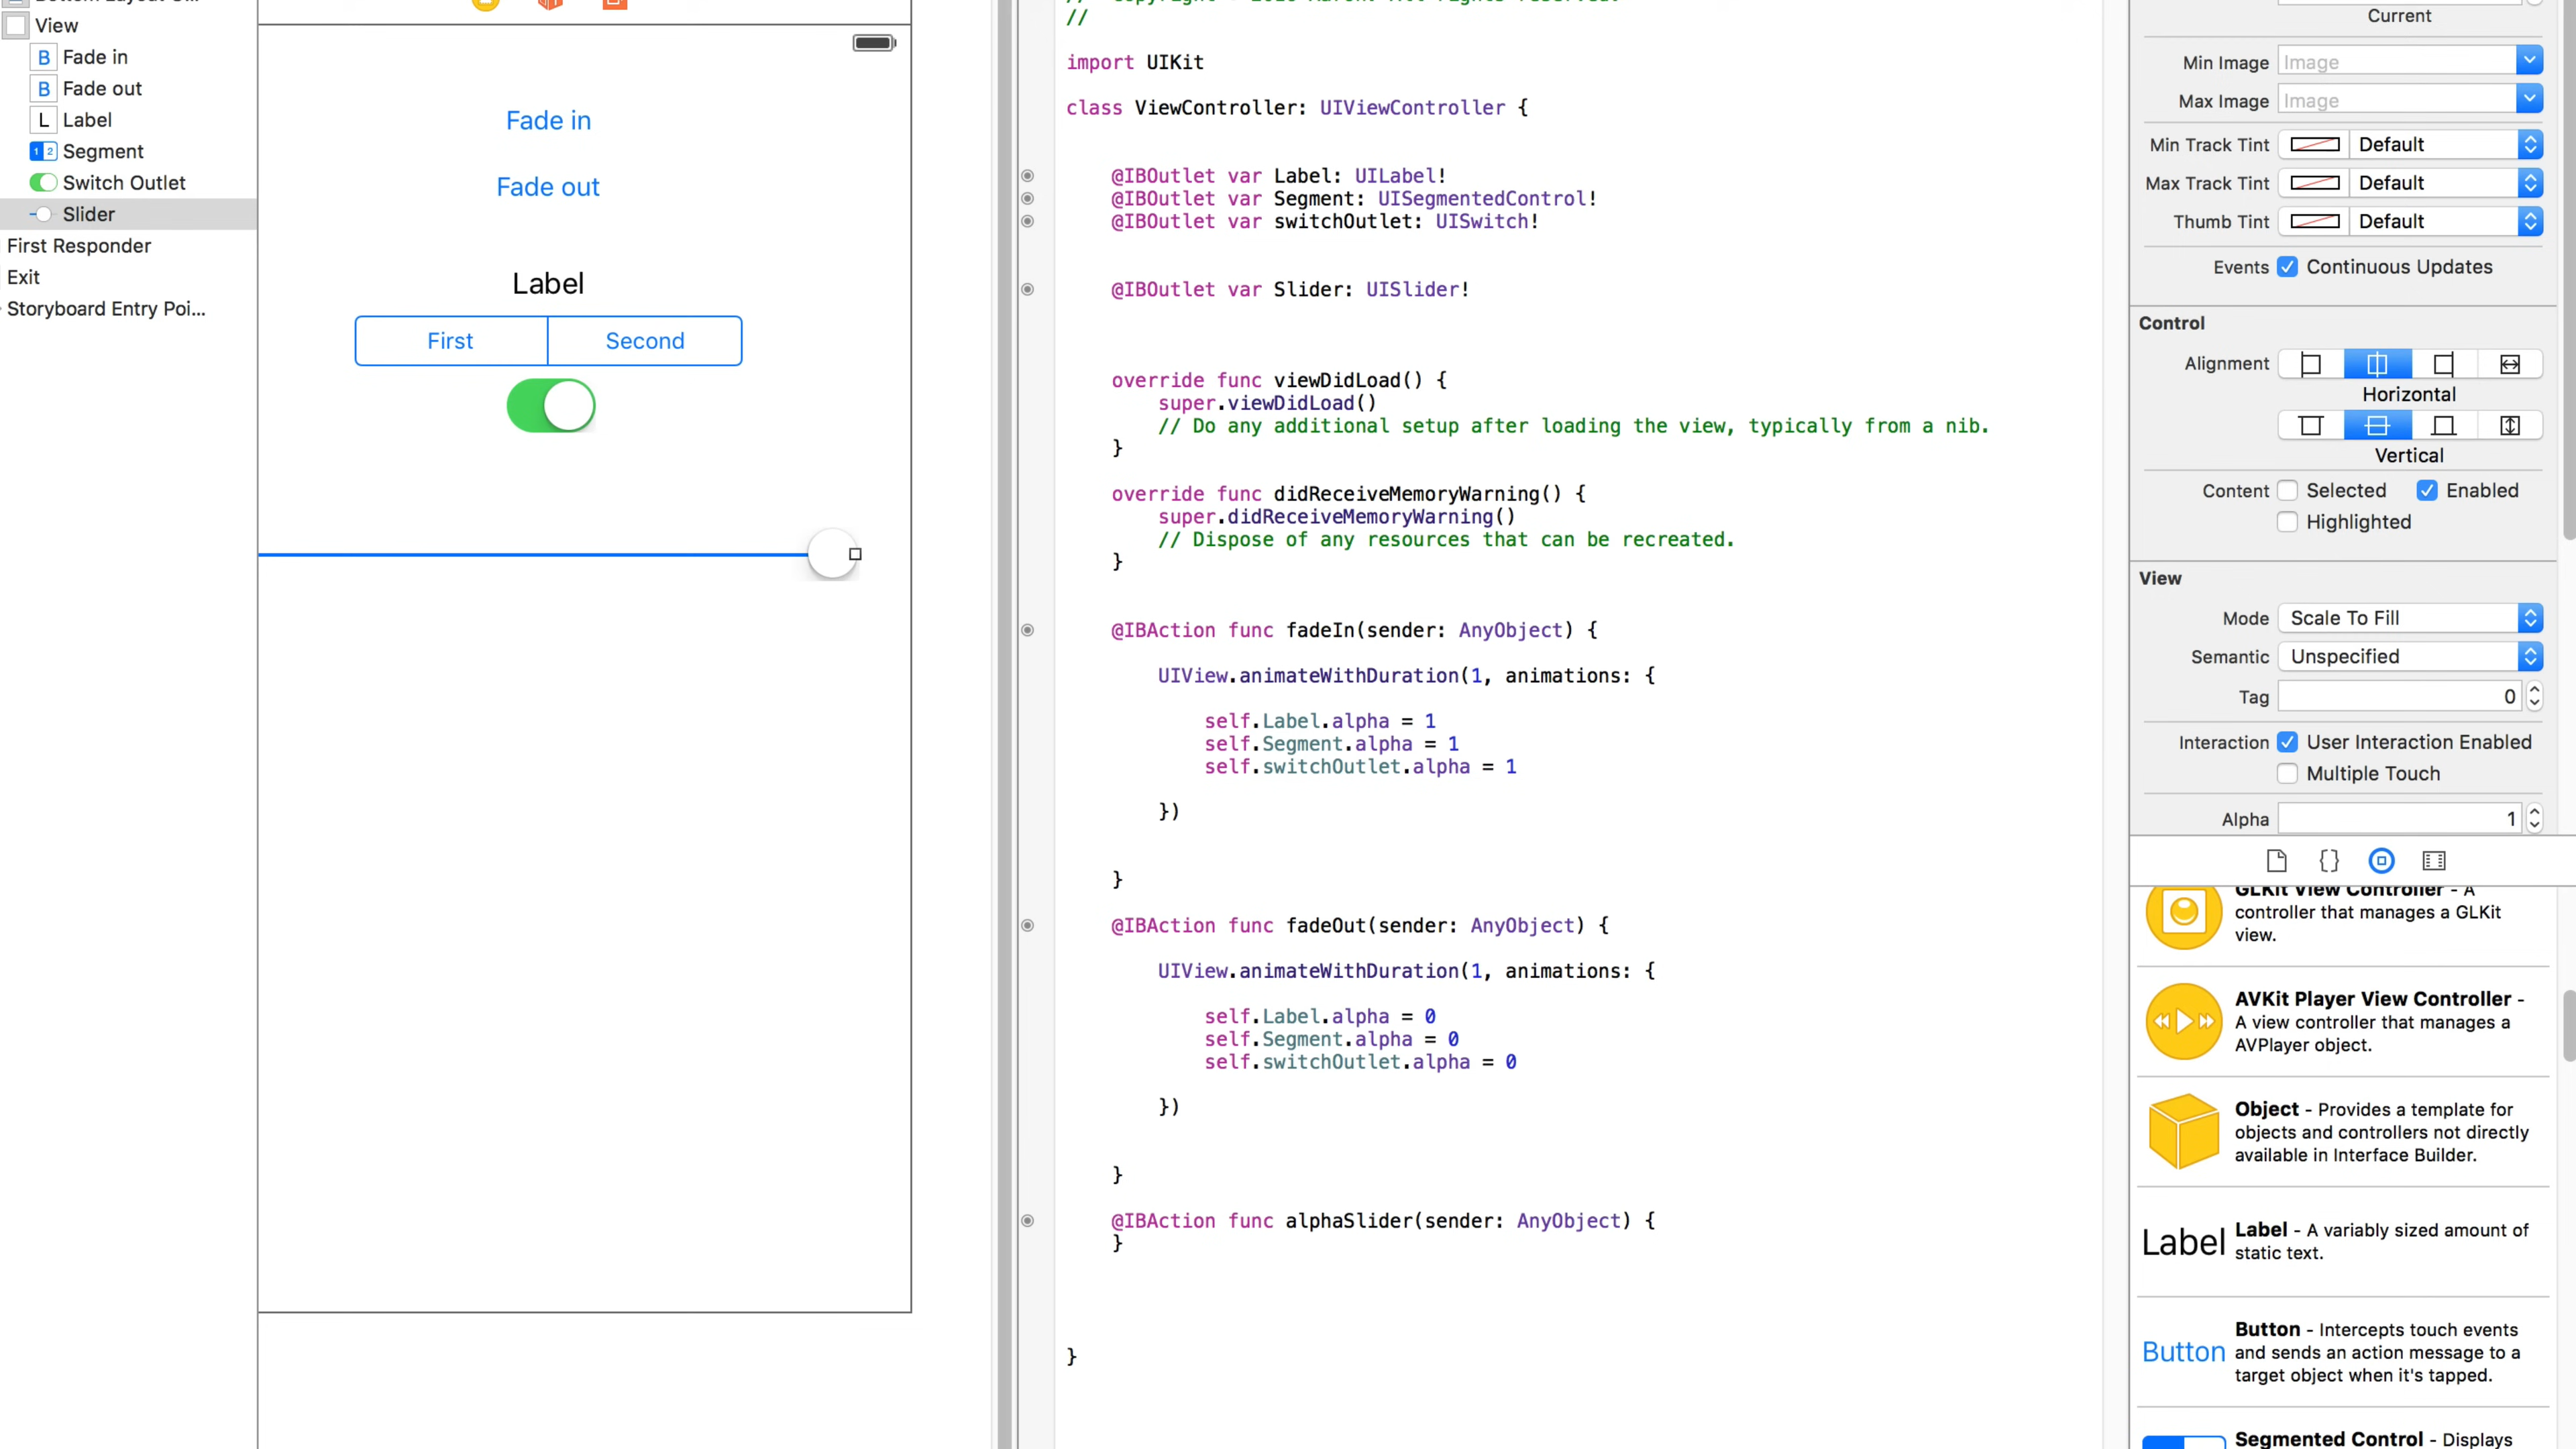 View
B Fade in
B Fade out
L Label
1 2 Segment
Switch Outlet
Slider
First Responder
Exit
Storyboard Entry Poi...
Fade in
Fade out
Label
First Second
//
import UIKit
class ViewController: UIViewController {
@IBOutlet var Label: UILabel!
@IBOutlet var Segment: UISegmentedControl!
@IBOutlet var switchOutlet: UISwitch!
@IBOutlet var Slider: UISlider!
override func viewDidLoad() {
super.viewDidLoad()
// Do any additional setup after loading the view, typically from a nib.
}
override func didReceiveMemoryWarning() {
super.didReceiveMemoryWarning()
// Dispose of any resources that can be recreated.
}
@IBAction func fadeIn(sender: AnyObject) {
UIView.animateWithDuration(1, animations: {
self.Label.alpha = 1
self.Segment.alpha = 1
self.switchOutlet.alpha = 1
})
}
@IBAction func fadeOut(sender: AnyObject) {
UIView.animateWithDuration(1, animations: {
self.Label.alpha = 0
self.Segment.alpha = 0
self.switchOutlet.alpha = 0
})
}
@IBAction func alphaSlider(sender: AnyObject) {
}
}
Current
Min Image Image
Max Image Image
Min Track Tint Default
Max Track Tint Default
Thumb Tint Default
Events Continuous Updates
Control
Alignment
Horizontal
Vertical
Content Selected Enabled
Highlighted
View
Mode Scale To Fill
Semantic Unspecified
Tag 0
Interaction User Interaction Enabled
Multiple Touch
Alpha 1
GLKit View Controller - A
controller that manages a GLKit
view.
AVKit Player View Controller -
A view controller that manages a
AVPlayer object.
Object - Provides a template for
objects and controllers not directly
available in Interface Builder.
Label Label - A variably sized amount of
static text.
Button - Intercepts touch events
Button and sends an action message to a
target object when it's tapped.
Segmented Control - Displays